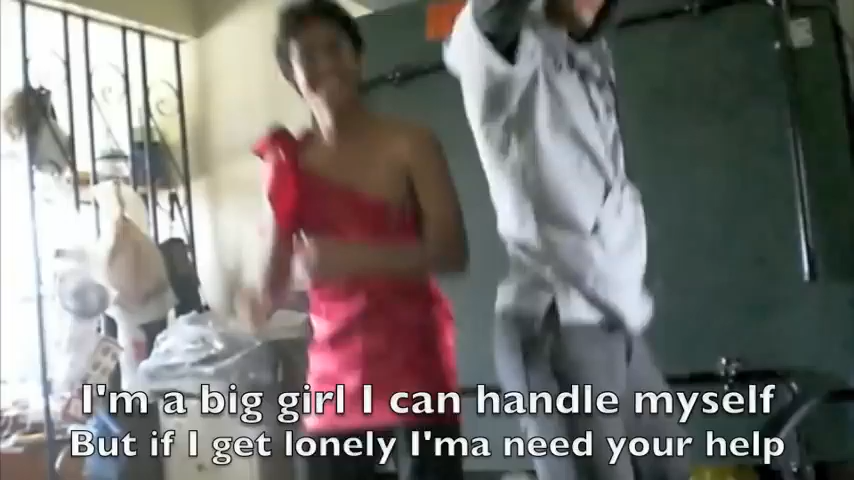 I'm a big girl I can handle myself
But if I get lonely I'ma need your help